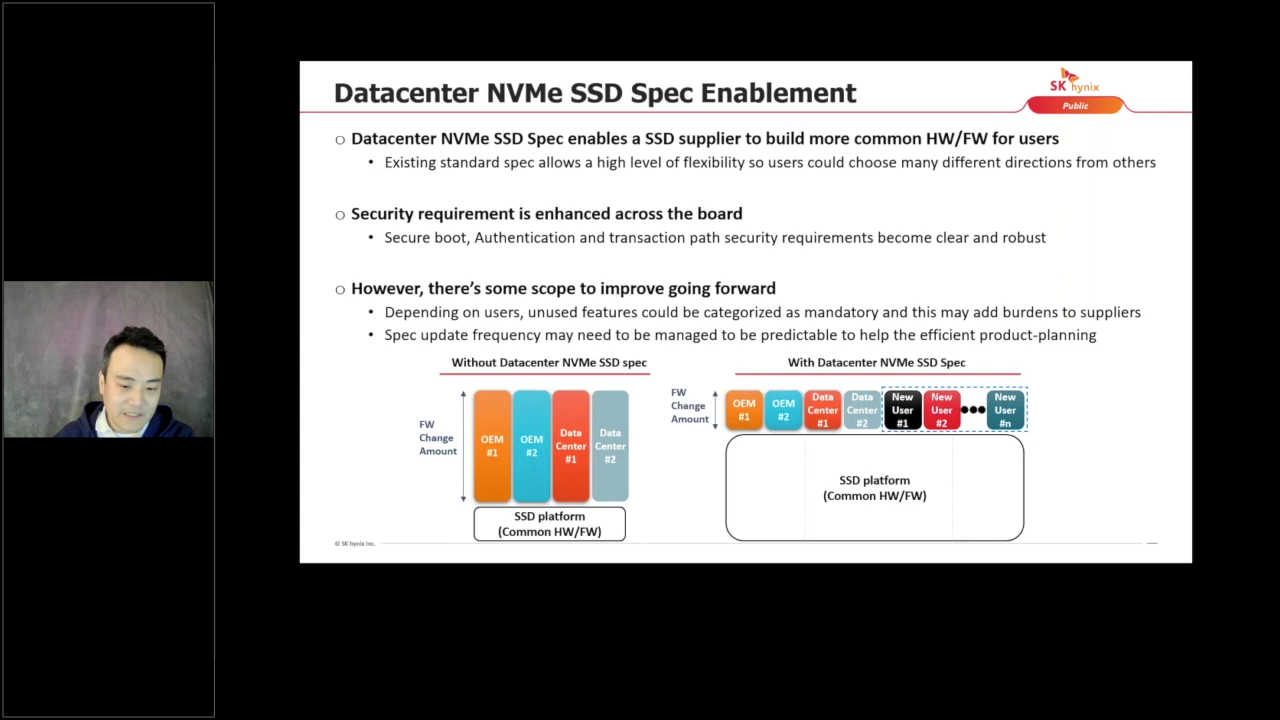 Datacenter NVMe SSD Spec Enablement
SK hynix
Public
Datacenter NVMe SSD Spec enables a SSD supplier to build more common HW/FW for users
• Existing standard spec allows a high level of flexibility so users could choose many different directions from others
Security requirement is enhanced across the board
• Secure boot, Authentication and transaction path security requirements become clear and robust
However, there’s some scope to improve going forward
• Depending on users, unused features could be categorized as mandatory and this may add burdens to suppliers
• Spec update frequency may need to be managed to be predictable to help the efficient product-planning
Without Datacenter NVMe SSD spec
FW
Change
Amount
OEM
#1
OEM
#2
Data
Center
#1
Data
Center
#2
SSD platform
(Common HW/FW)
With Datacenter NVMe SSD Spec
FW
Change
Amount
OEM
#1
OEM
#2
Data
Center
#1
Data
Center
#2
New
User
#1
New
User
#2
New
User
#n
SSD platform
(Common HW/FW)
© SK hynix Inc.